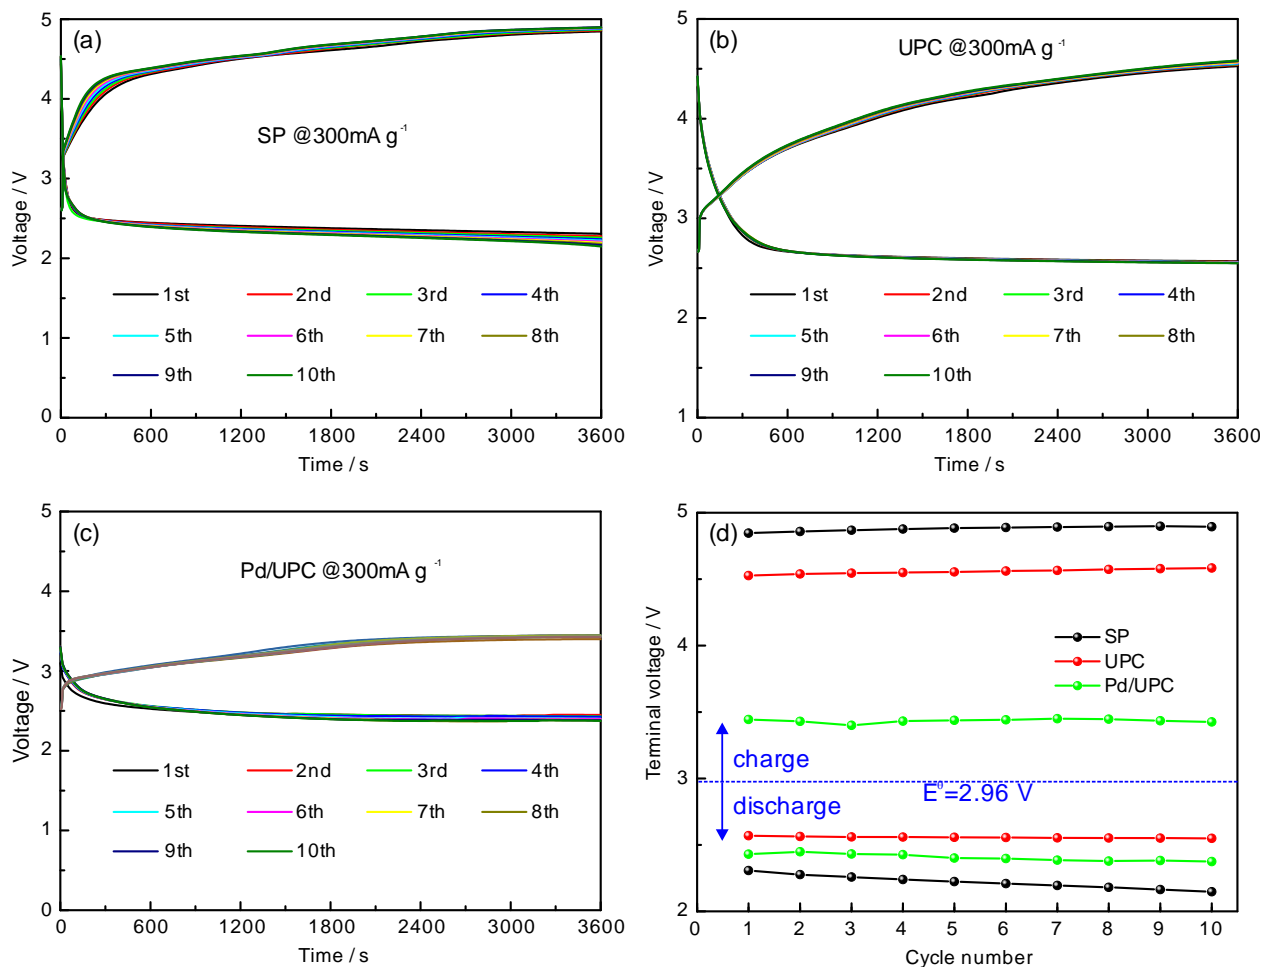 (a)
SP @300mA g⁻¹
Voltage / V
5
4
3
2
1
0
1st 2nd 3rd 4th
5th 6th 7th 8th
9th 10th
0 600 1200 1800 2400 3000 3600
Time / s
(b)
UPC @300mA g⁻¹
Voltage / V
5
4
3
2
1
1st 2nd 3rd 4th
5th 6th 7th 8th
9th 10th
0 600 1200 1800 2400 3000 3600
Time / s
(c)
Pd/UPC @300mA g⁻¹
Voltage / V
5
4
3
2
1
0
1st 2nd 3rd 4th
5th 6th 7th 8th
9th 10th
0 600 1200 1800 2400 3000 3600
Time / s
(d)
Terminal voltage / V
5
4
3
2
SP
UPC
Pd/UPC
charge
E⁰=2.96 V
discharge
0 1 2 3 4 5 6 7 8 9 10
Cycle number